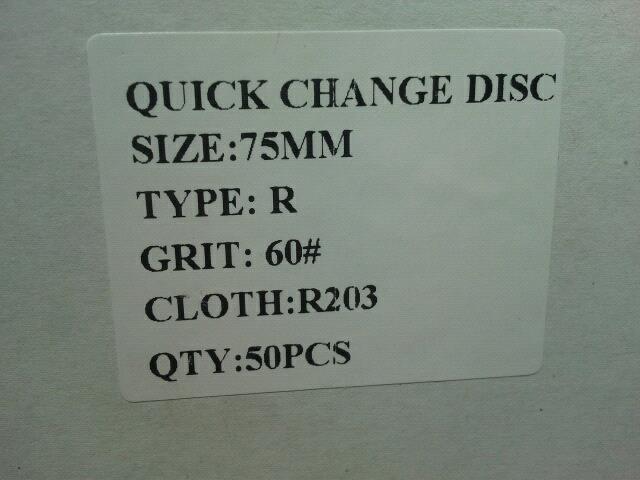 QUICK CHANGE DISC
SIZE:75MM
TYPE: R
GRIT: 60#
CLOTH:R203
QTY:50PCS